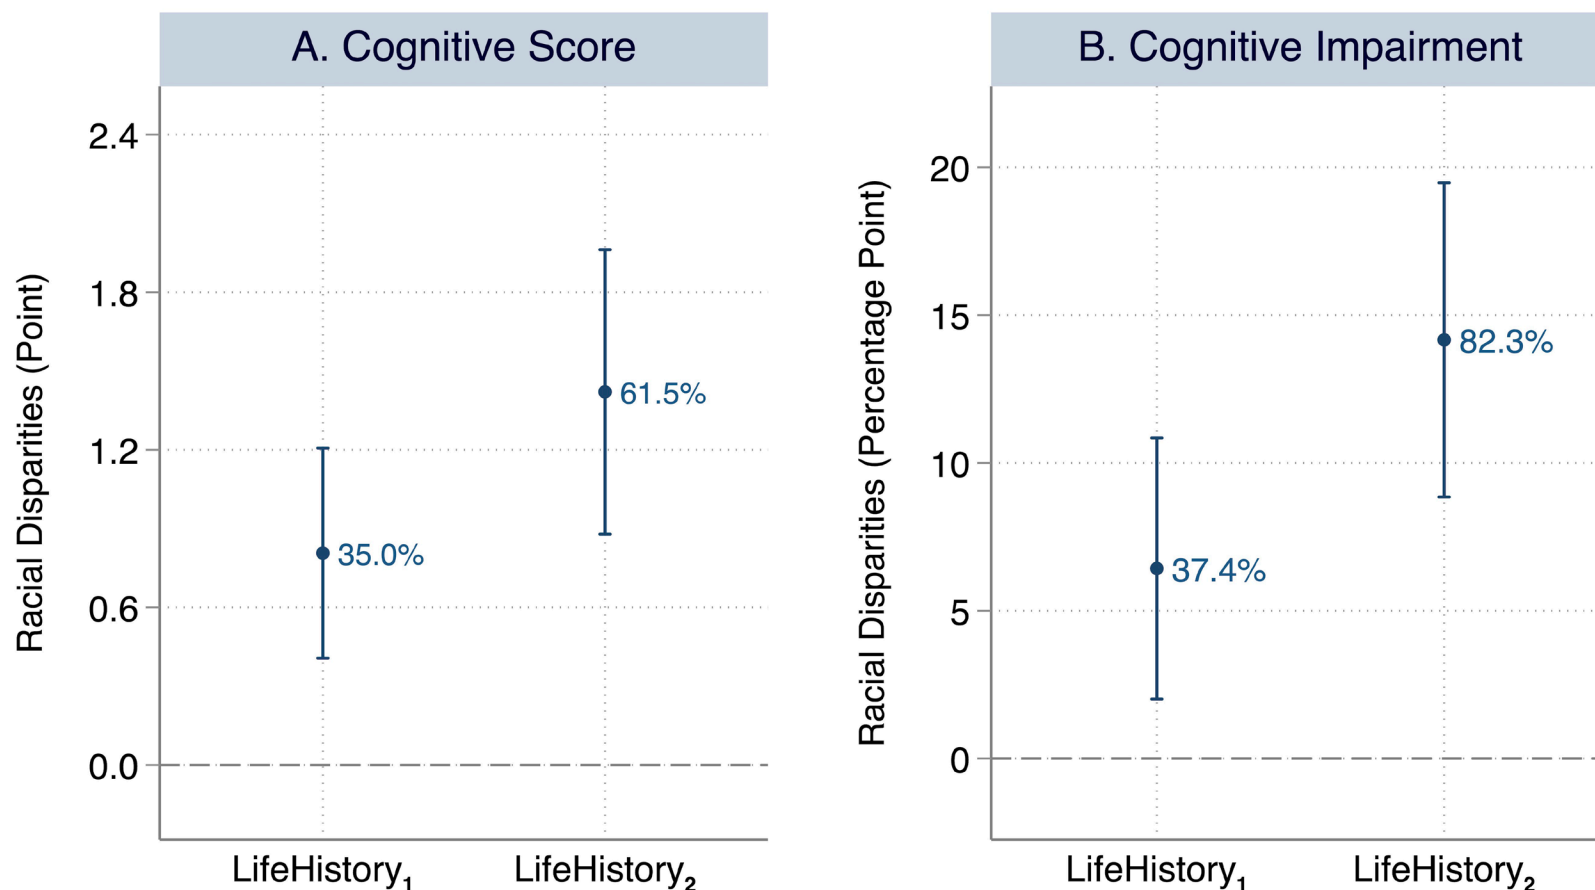 A. Cognitive Score
Racial Disparities (Point)
2.4
1.8
1.2
0.6
0.0
61.5%
35.0%
LifeHistory₁ LifeHistory₂
B. Cognitive Impairment
Racial Disparities (Percentage Point)
20
15
10
5
0
82.3%
37.4%
LifeHistory₁ LifeHistory₂